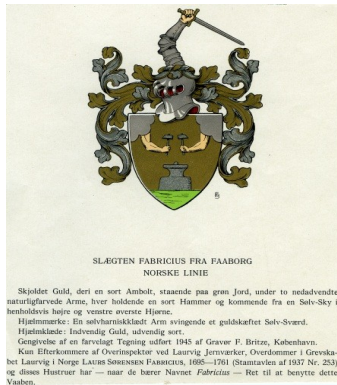 SLÆGTEN FABRICIUS FRA FAABORG
NORSKE LINIE
Skjoldet Guld, deri en sort Ambolt, staaende paa grøn Jord, under to nedadvendte
naturligfarvede Arme, hver holdende en sort Hammer og kommende fra en Sølv-Sky i
henholdsvis højre og venstre øverste Hjørne.
Hjælmmærke: En sølvharniskklædt Arm svingende et guldskæftet Sølv-Sværd.
Hjælmklæde: Indvendig Guld, udvendig sort.
Gengivelse af en farvelagt Tegning udført 1945 af Graver F. Britze, København.
Kun Efterkommere af Overinspektør ved Laurvig Jernværker, Overdommer i Grevska-
bet Laurvig i Norge LAURS SØRENSEN FABRICIUS, 1695—1761 (Stamtavlen af 1937 Nr. 253)
og disses Hustruer har — naar de bærer Navnet Fabricius — Ret til at benytte dette
Vaaben.